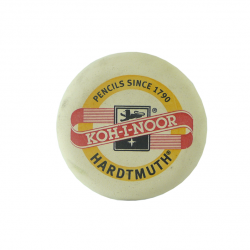 PENCILS SINCE 1790
KOH-I-NOOR
®
HARDTMUTH®